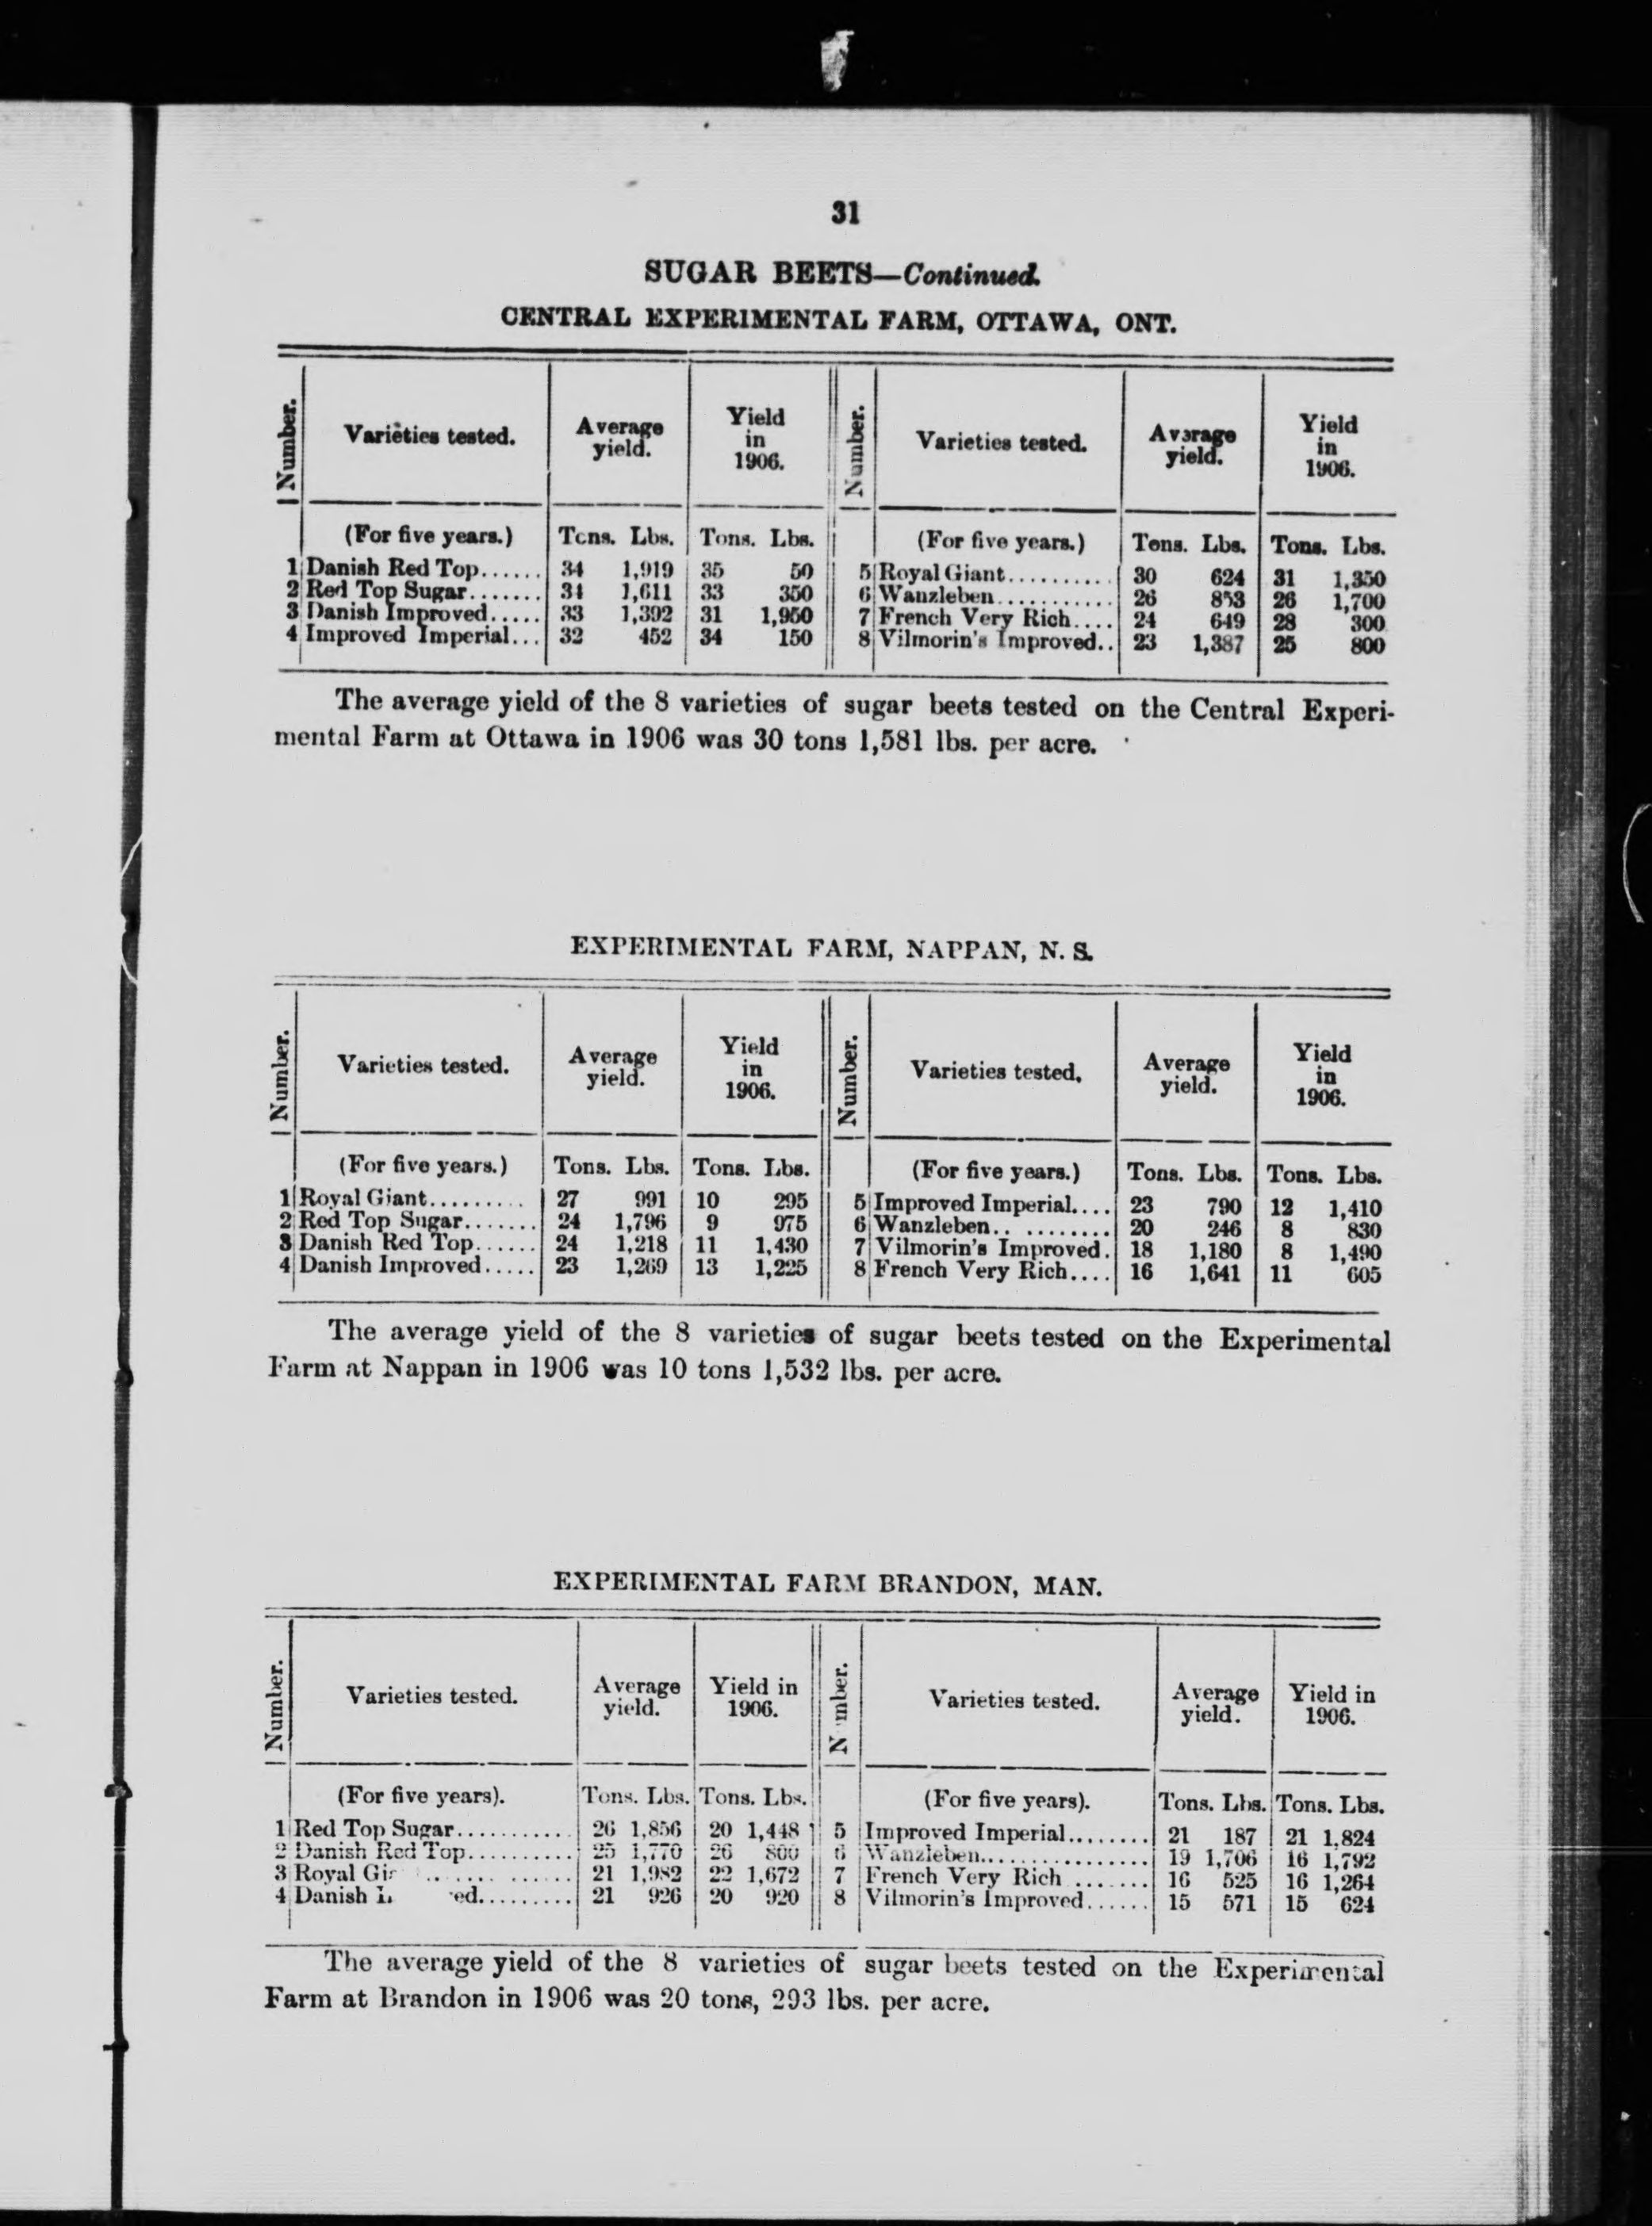 31
SUGAR BEETS—Continued.
CENTRAL EXPERIMENTAL FARM, OTTAWA, ONT.
Number. Varieties tested. Average yield. Yield in 1906. Number. Varieties tested. Average yield. Yield in 1906.
(For five years.) Tons. Lbs. Tons. Lbs. (For five years.) Tons. Lbs. Tons. Lbs.
1 Danish Red Top...... 34 1,919 35 50 5 Royal Giant.......... 30 624 31 1,350
2 Red Top Sugar....... 34 1,611 33 350 6 Wanzleben........... 26 853 26 1,700
3 Danish Improved..... 33 1,392 31 1,950 7 French Very Rich.... 24 649 28 300
4 Improved Imperial... 32 452 34 150 8 Vilmorin's Improved.. 23 1,387 25 800
The average yield of the 8 varieties of sugar beets tested on the Central Experi-
mental Farm at Ottawa in 1906 was 30 tons 1,581 lbs. per acre.
EXPERIMENTAL FARM, NAPPAN, N. S.
Number. Varieties tested. Average yield. Yield in 1906. Number. Varieties tested. Average yield. Yield in 1906.
(For five years.) Tons. Lbs. Tons. Lbs. (For five years.) Tons. Lbs. Tons. Lbs.
1 Royal Giant......... 27 991 10 295 5 Improved Imperial.... 23 790 12 1,410
2 Red Top Sugar....... 24 1,796 9 975 6 Wanzleben.. ........ 20 246 8 830
3 Danish Red Top...... 24 1,218 11 1,430 7 Vilmorin's Improved. 18 1,180 8 1,490
4 Danish Improved..... 23 1,269 13 1,225 8 French Very Rich.... 16 1,641 11 605
The average yield of the 8 varieties of sugar beets tested on the Experimental
Farm at Nappan in 1906 was 10 tons 1,532 lbs. per acre.
EXPERIMENTAL FARM BRANDON, MAN.
Number. Varieties tested. Average yield. Yield in 1906. Number. Varieties tested. Average yield. Yield in 1906.
(For five years). Tons. Lbs. Tons. Lbs. (For five years). Tons. Lbs. Tons. Lbs.
1 Red Top Sugar........... 26 1,856 20 1,448 5 Improved Imperial........ 21 187 21 1,824
2 Danish Red Top.......... 25 1,770 26 800 6 Wanzleben................ 19 1,706 16 1,792
3 Royal 21 1,982 22 1,672 7 French Very Rich ....... 16 525 16 1,264
4 Danish 21 926 20 920 8 Vilmorin's Improved...... 15 571 15 624
The average yield of the 8 varieties of sugar beets tested on the Experimental
Farm at Brandon in 1906 was 20 tons, 293 lbs. per acre.